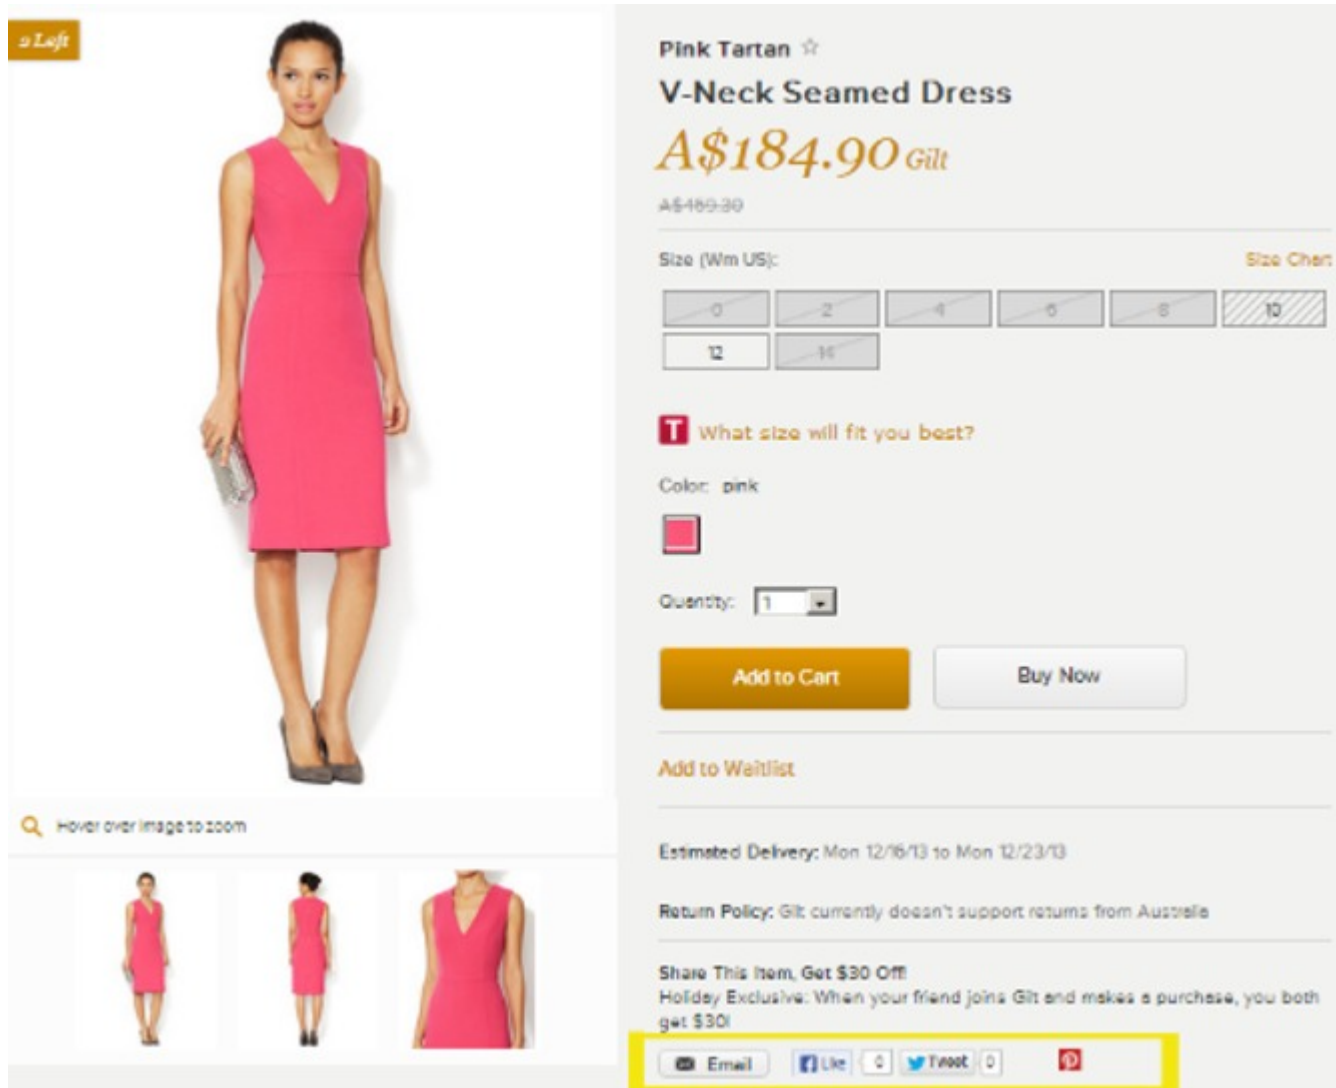 2 Left
Pink Tartan
V-Neck Seamed Dress
A$184.90 Gilt
A$469.30
Size (Wm US):
Size Chart
0 2 4 6 8 10
12 14
T What size will fit you best?
Color: pink
Quantity: 1
Add to Cart
Buy Now
Add to Waitlist
Hover over image to zoom
Estimated Delivery: Mon 12/16/13 to Mon 12/23/13
Return Policy: Gilt currently doesn't support returns from Australia
Share This Item, Get $30 Off!
Holiday Exclusive: When your friend joins Gilt and makes a purchase, you both
get $30!
Email Like 0 Tweet 0